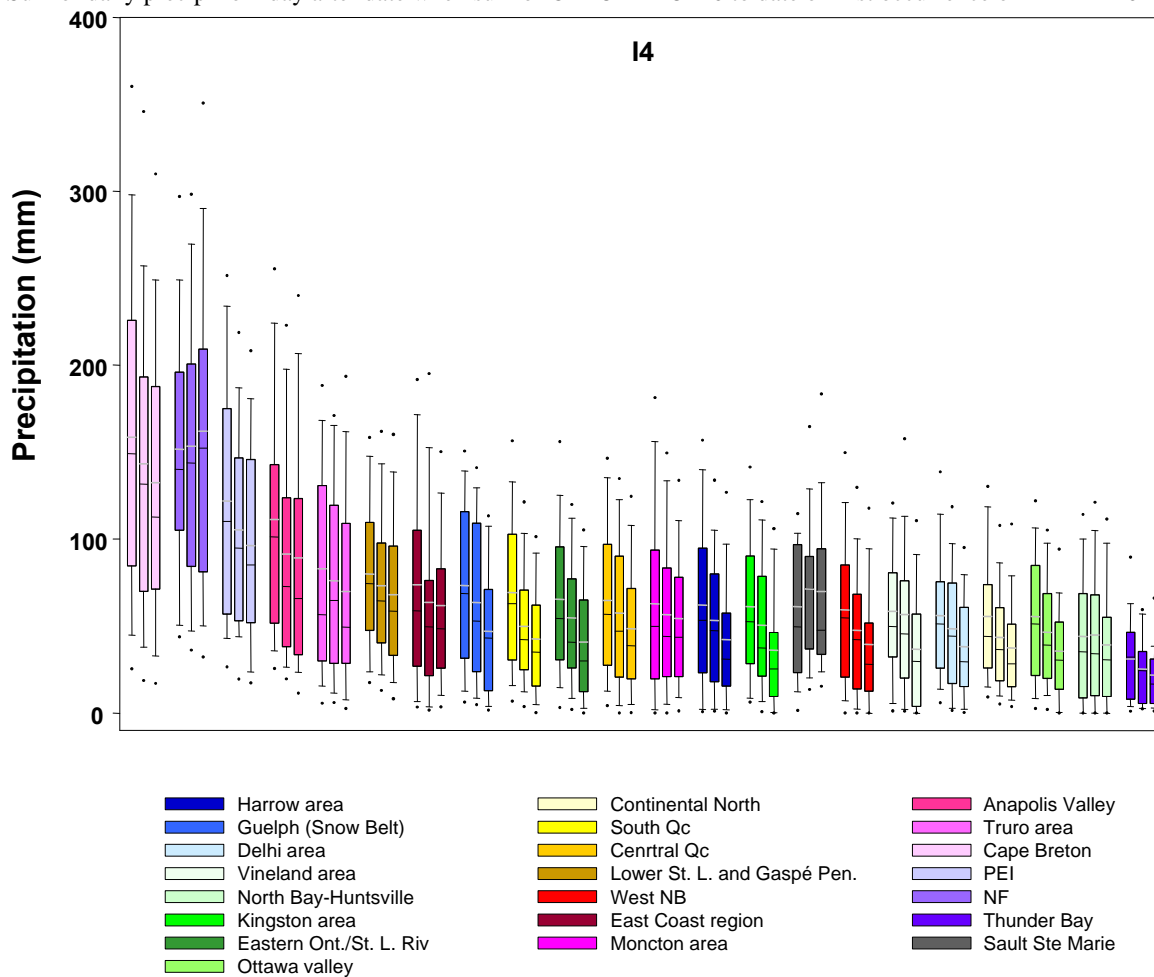 I4
Precipitation (mm)
400
300
200
100
0
Harrow area
Guelph (Snow Belt)
Delhi area
Vineland area
North Bay-Huntsville
Kingston area
Eastern Ont./St. L. Riv
Ottawa valley
Continental North
South Qc
Cenrtral Qc
Lower St. L. and Gaspé Pen.
West NB
East Coast region
Moncton area
Anapolis Valley
Truro area
Cape Breton
PEI
NF
Thunder Bay
Sault Ste Marie